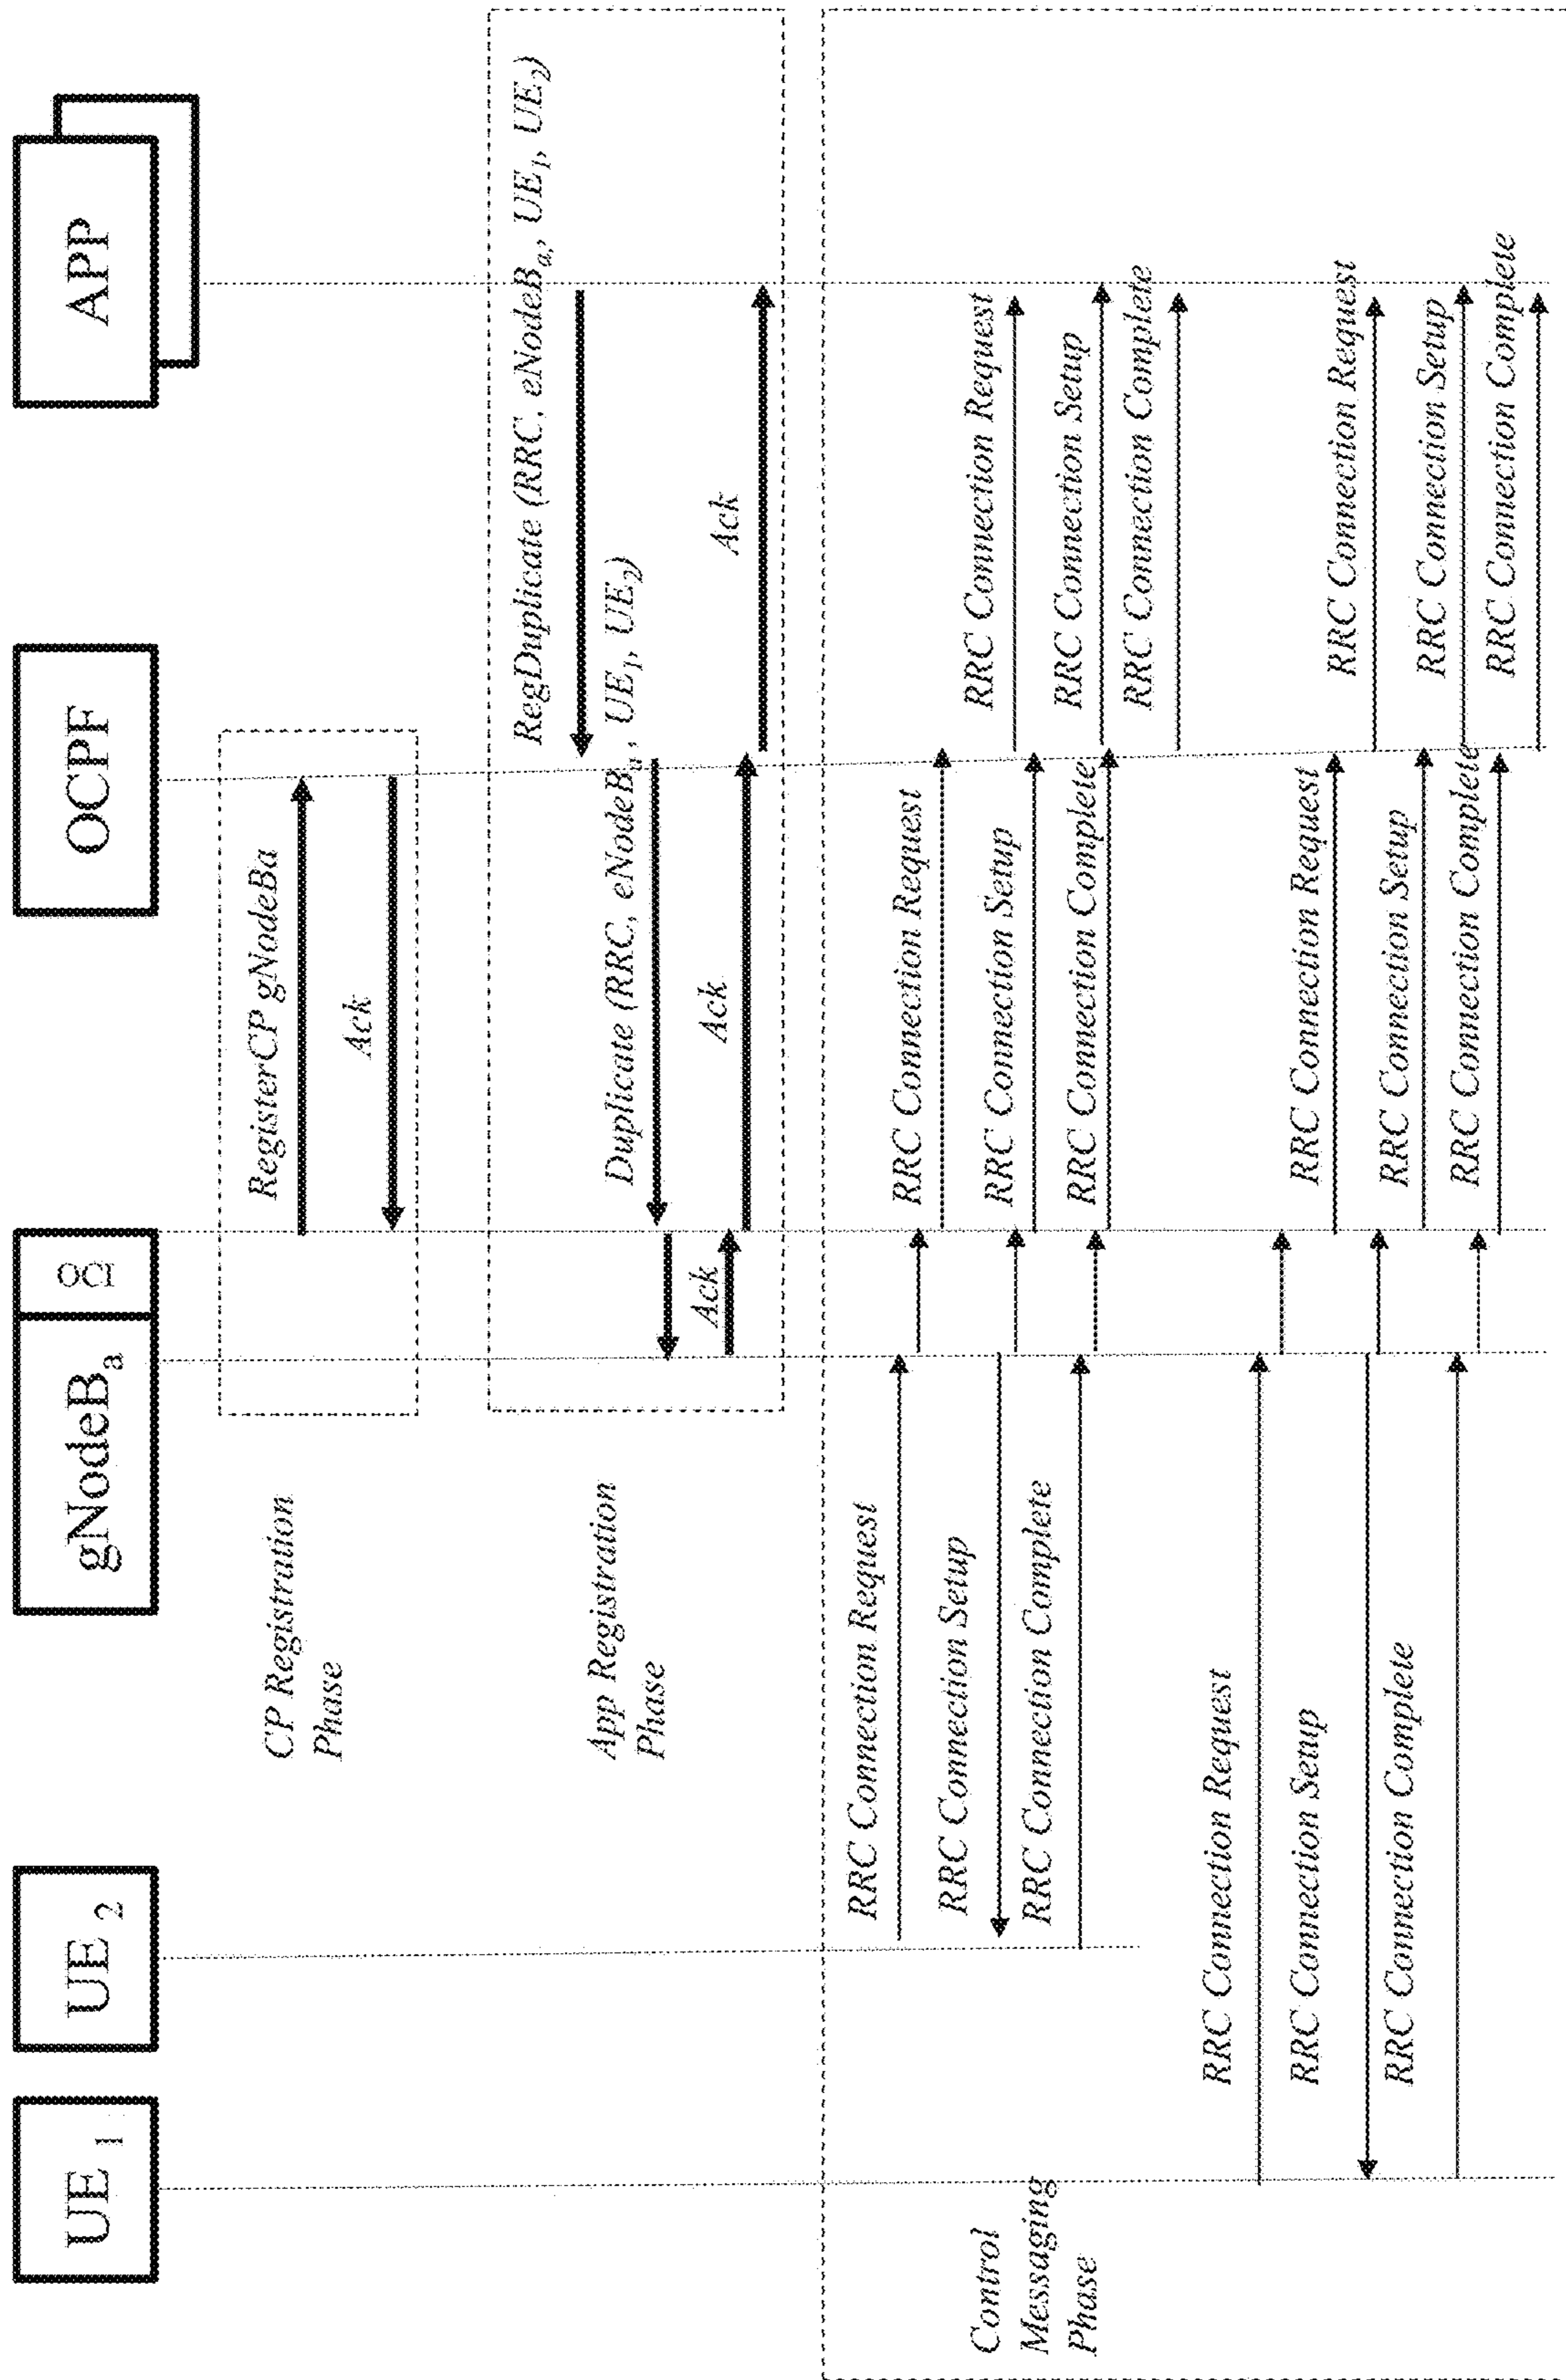 UE 1
UE 2
gNodeBa
OCI
OCPF
APP
CP Registration
Phase
RegisterCP gNodeBa
Ack
App Registration
Phase
RegDuplicate (RRC, eNodeBa, UE1, UE2)
Duplicate (RRC, eNodeBa, UE1, UE2)
Ack
Ack
Ack
Control
Messaging
Phase
RRC Connection Request
RRC Connection Request
RRC Connection Request
RRC Connection Setup
RRC Connection Setup
RRC Connection Setup
RRC Connection Complete
RRC Connection Complete
RRC Connection Complete
RRC Connection Request
RRC Connection Request
RRC Connection Request
RRC Connection Setup
RRC Connection Setup
RRC Connection Setup
RRC Connection Complete
RRC Connection Complete
RRC Connection Complete